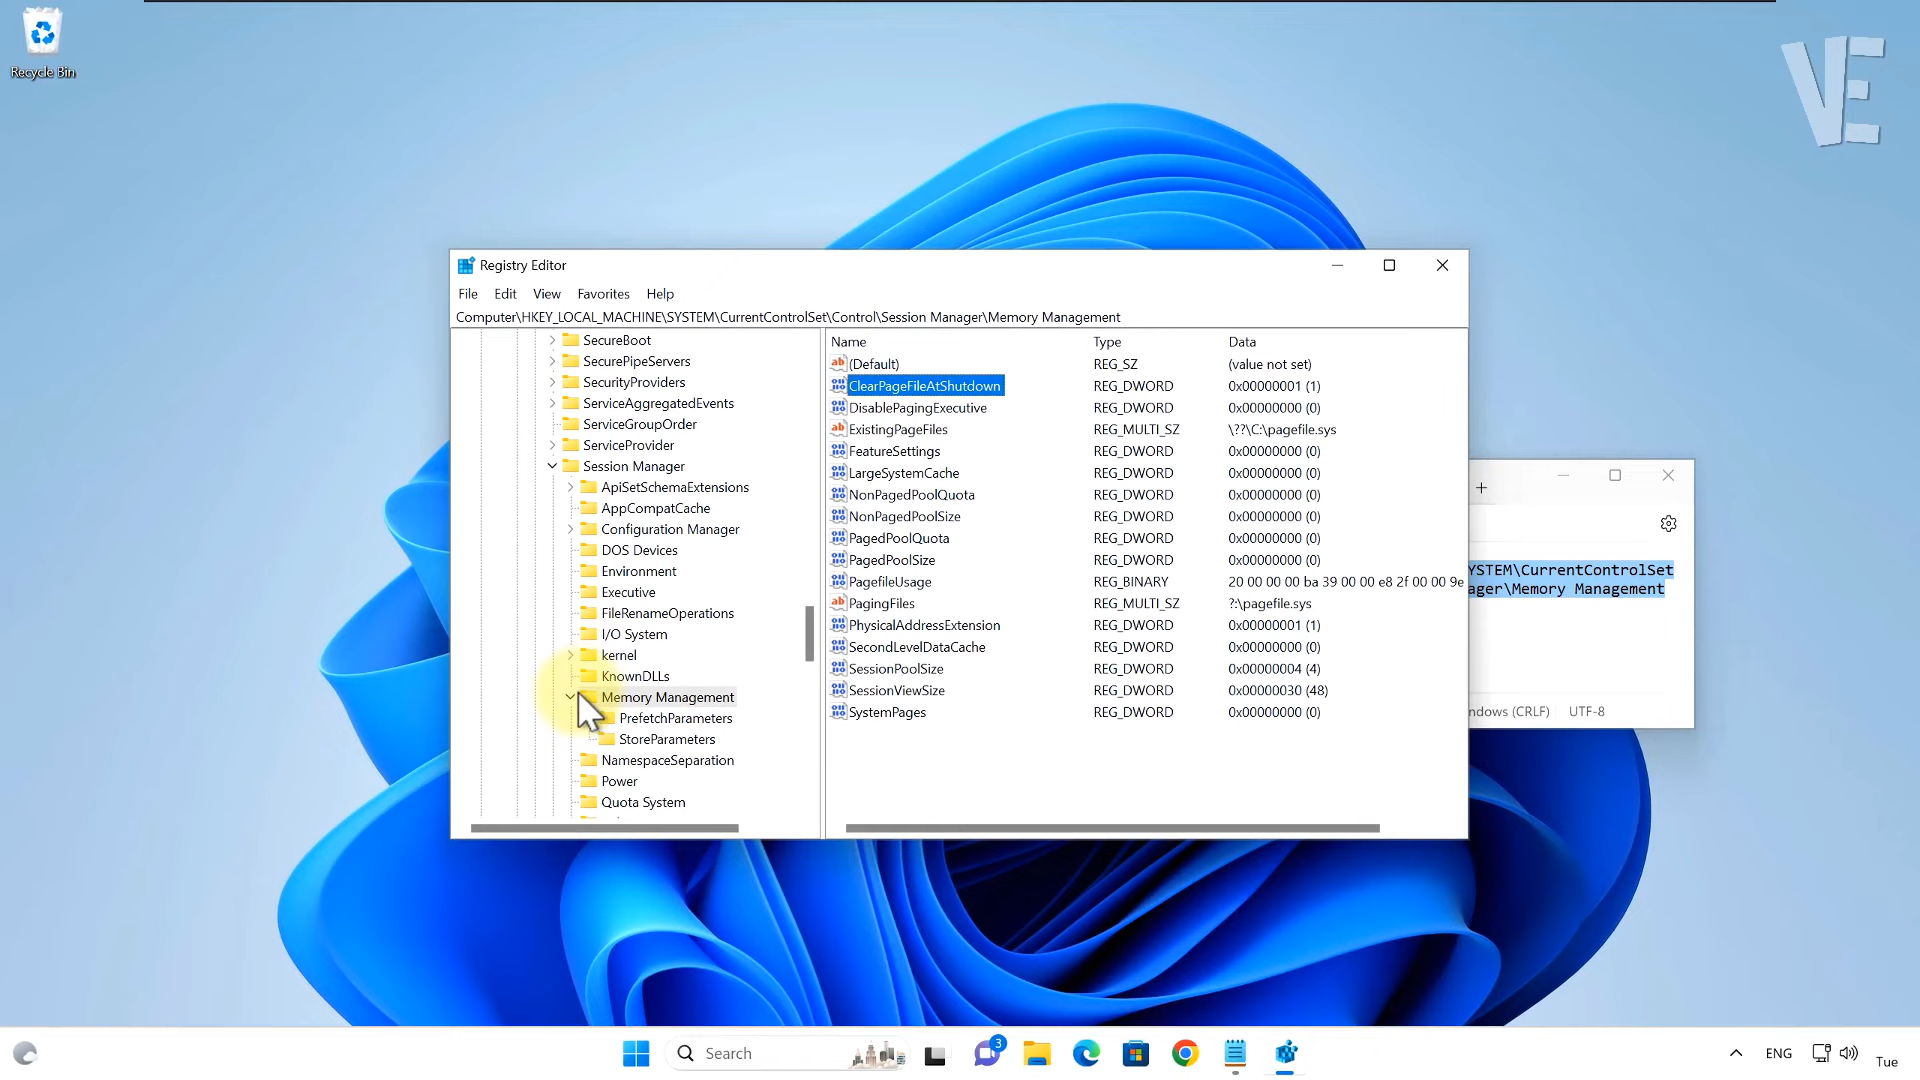 Recycle Bin
VE
Registry Editor
File Edit View Favorites Help
Computer\HKEY_LOCAL_MACHINE\SYSTEM\CurrentControlSet\Control\Session Manager\Memory Management
SecureBoot
SecurePipeServers
SecurityProviders
ServiceAggregatedEvents
ServiceGroupOrder
ServiceProvider
Session Manager
ApiSetSchemaExtensions
AppCompatCache
Configuration Manager
DOS Devices
Environment
Executive
FileRenameOperations
I/O System
kernel
KnownDLLs
Memory Management
PrefetchParameters
StoreParameters
NamespaceSeparation
Power
Quota System
Name Type Data
(Default) REG_SZ (value not set)
ClearPageFileAtShutdown REG_DWORD 0x00000001 (1)
DisablePagingExecutive REG_DWORD 0x00000000 (0)
ExistingPageFiles REG_MULTI_SZ \??\C:\pagefile.sys
FeatureSettings REG_DWORD 0x00000000 (0)
LargeSystemCache REG_DWORD 0x00000000 (0)
NonPagedPoolQuota REG_DWORD 0x00000000 (0)
NonPagedPoolSize REG_DWORD 0x00000000 (0)
PagedPoolQuota REG_DWORD 0x00000000 (0)
PagedPoolSize REG_DWORD 0x00000000 (0)
PagefileUsage REG_BINARY 20 00 00 00 ba 39 00 00 e8 2f 00 00 9e
PagingFiles REG_MULTI_SZ ?:\pagefile.sys
PhysicalAddressExtension REG_DWORD 0x00000001 (1)
SecondLevelDataCache REG_DWORD 0x00000000 (0)
SessionPoolSize REG_DWORD 0x00000004 (4)
SessionViewSize REG_DWORD 0x00000030 (48)
SystemPages REG_DWORD 0x00000000 (0)
YSTEM\CurrentControlSet
ager\Memory Management
ndows (CRLF) UTF-8
Search
3
ENG
Tue